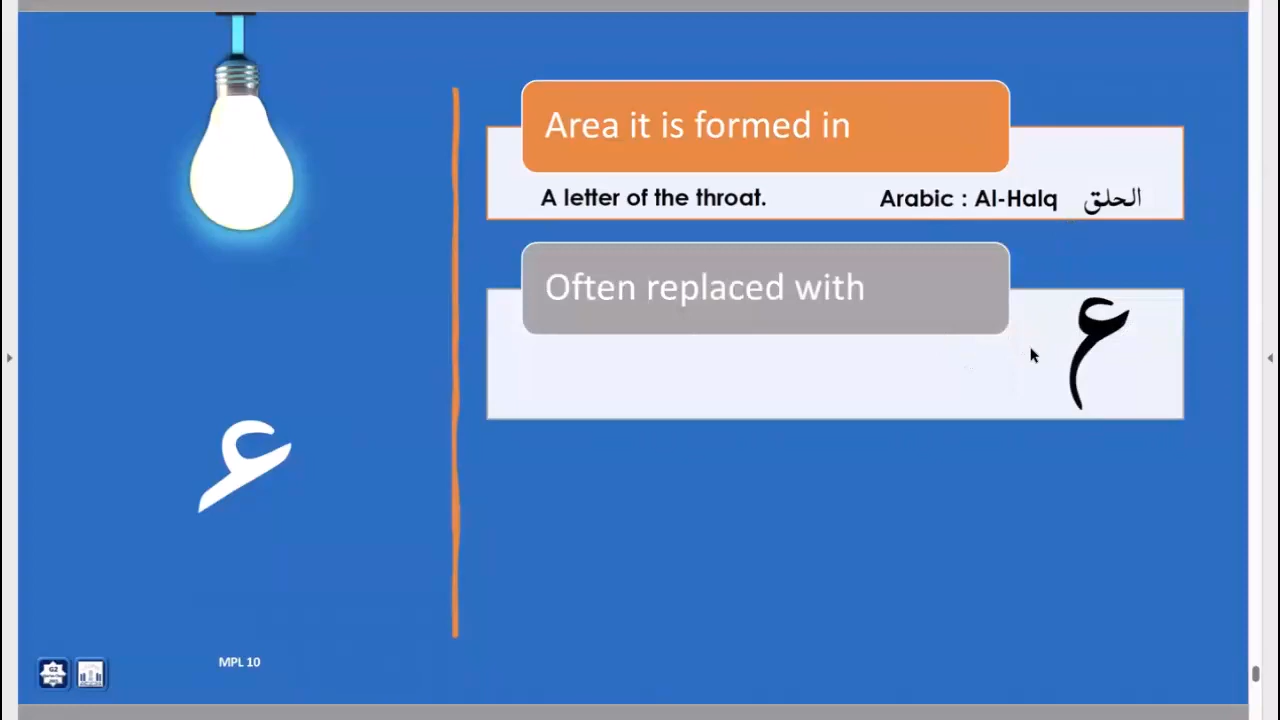 Area it is formed in
A letter of the throat. Arabic : Al-Halq الحلق
Often replaced with
ع
ء
MPL 10